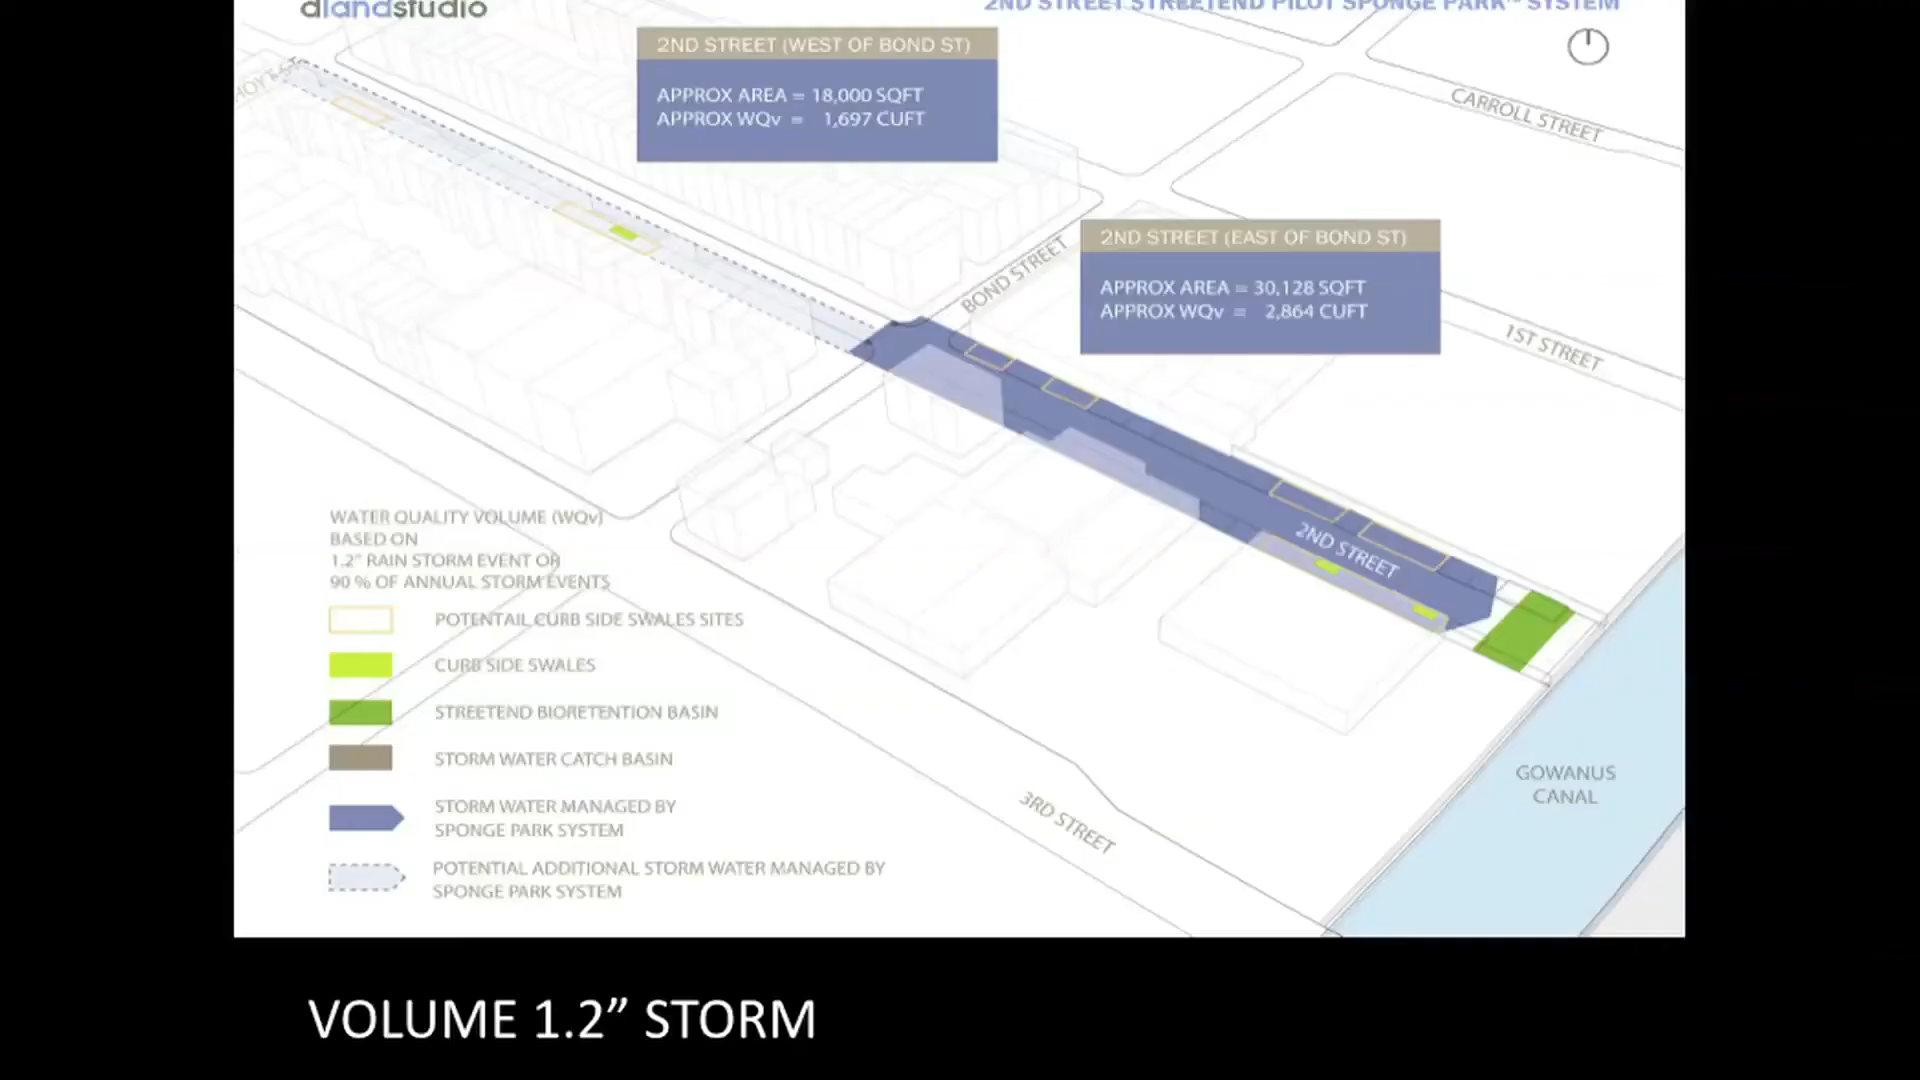 dlandstudio
2ND STREET STREETEND PILOT SPONGE PARK™ SYSTEM
2ND STREET (WEST OF BOND ST)
APPROX AREA = 18,000 SQFT
APPROX WQv = 1,697 CUFT
HOYT ST
CARROLL STREET
2ND STREET (EAST OF BOND ST)
APPROX AREA = 30,128 SQFT
APPROX WQv = 2,864 CUFT
BOND STREET
1ST STREET
2ND STREET
WATER QUALITY VOLUME (WQv)
BASED ON
1.2" RAIN STORM EVENT OR
90 % OF ANNUAL STORM EVENTS
POTENTAIL CURB SIDE SWALES SITES
CURB SIDE SWALES
STREETEND BIORETENTION BASIN
STORM WATER CATCH BASIN
STORM WATER MANAGED BY
SPONGE PARK SYSTEM
POTENTIAL ADDITIONAL STORM WATER MANAGED BY
SPONGE PARK SYSTEM
3RD STREET
GOWANUS
CANAL
VOLUME 1.2” STORM